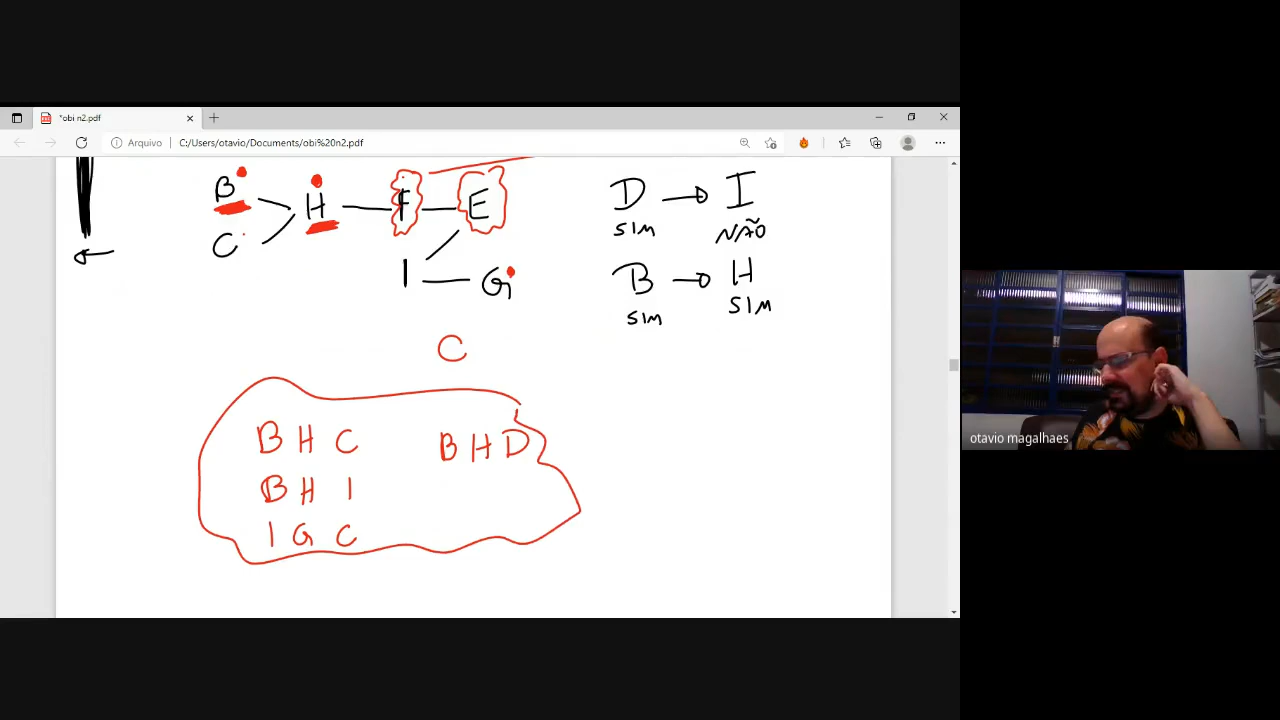 *obi n2.pdf
Arquivo C:/Users/otavio/Documents/obi%20n2.pdf
B
H F E
C
I G
D → I
SIM NÃO
B → H
SIM SIM
C
B H C B H D
B H I
I G C
otavio magalhaes